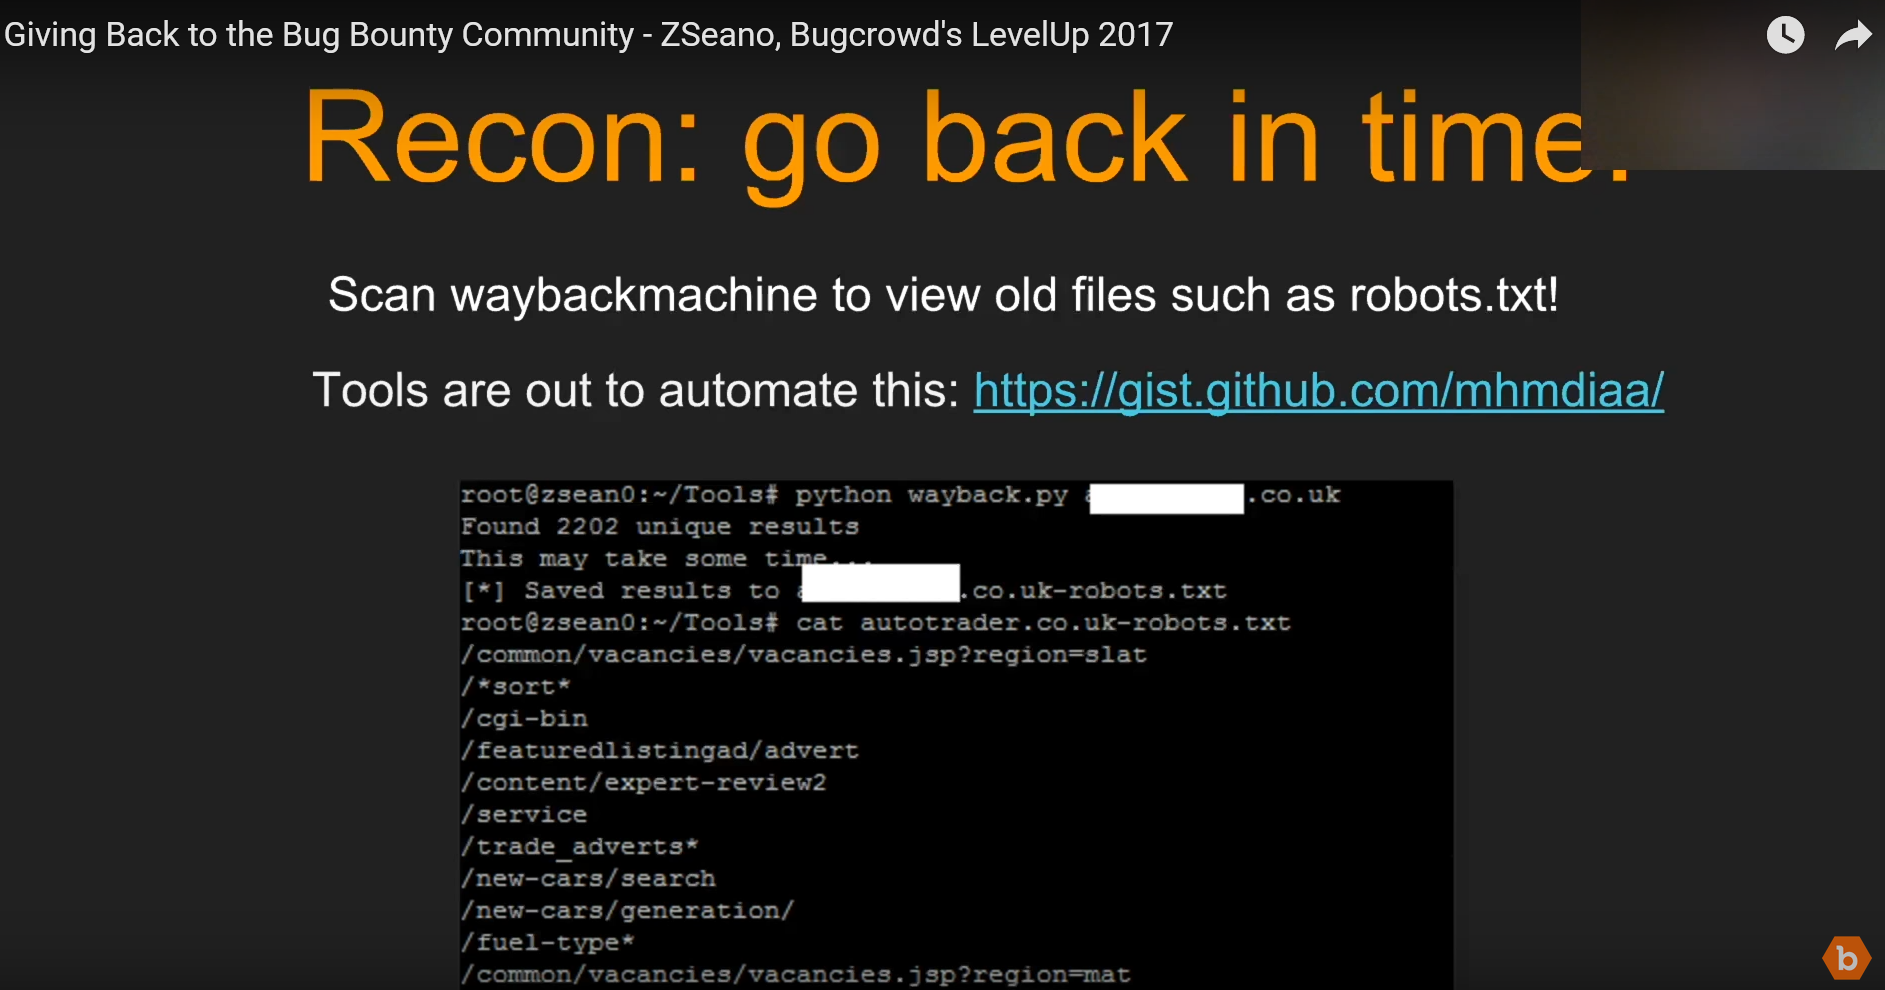 Giving Back to the Bug Bounty Community - ZSeano, Bugcrowd's LevelUp 2017
Recon: go back in time.
Scan waybackmachine to view old files such as robots.txt!
Tools are out to automate this: https://gist.github.com/mhmdiaa/
root@zsean0:~/Tools# python wayback.py .co.uk
Found 2202 unique results
This may take some time...
[*] Saved results to .co.uk-robots.txt
root@zsean0:~/Tools# cat autotrader.co.uk-robots.txt
/common/vacancies/vacancies.jsp?region=slat
/*sort*
/cgi-bin
/featuredlistingad/advert
/content/expert-review2
/service
/trade_adverts*
/new-cars/search
/new-cars/generation/
/fuel-type*
/common/vacancies/vacancies.jsp?region=mat
b